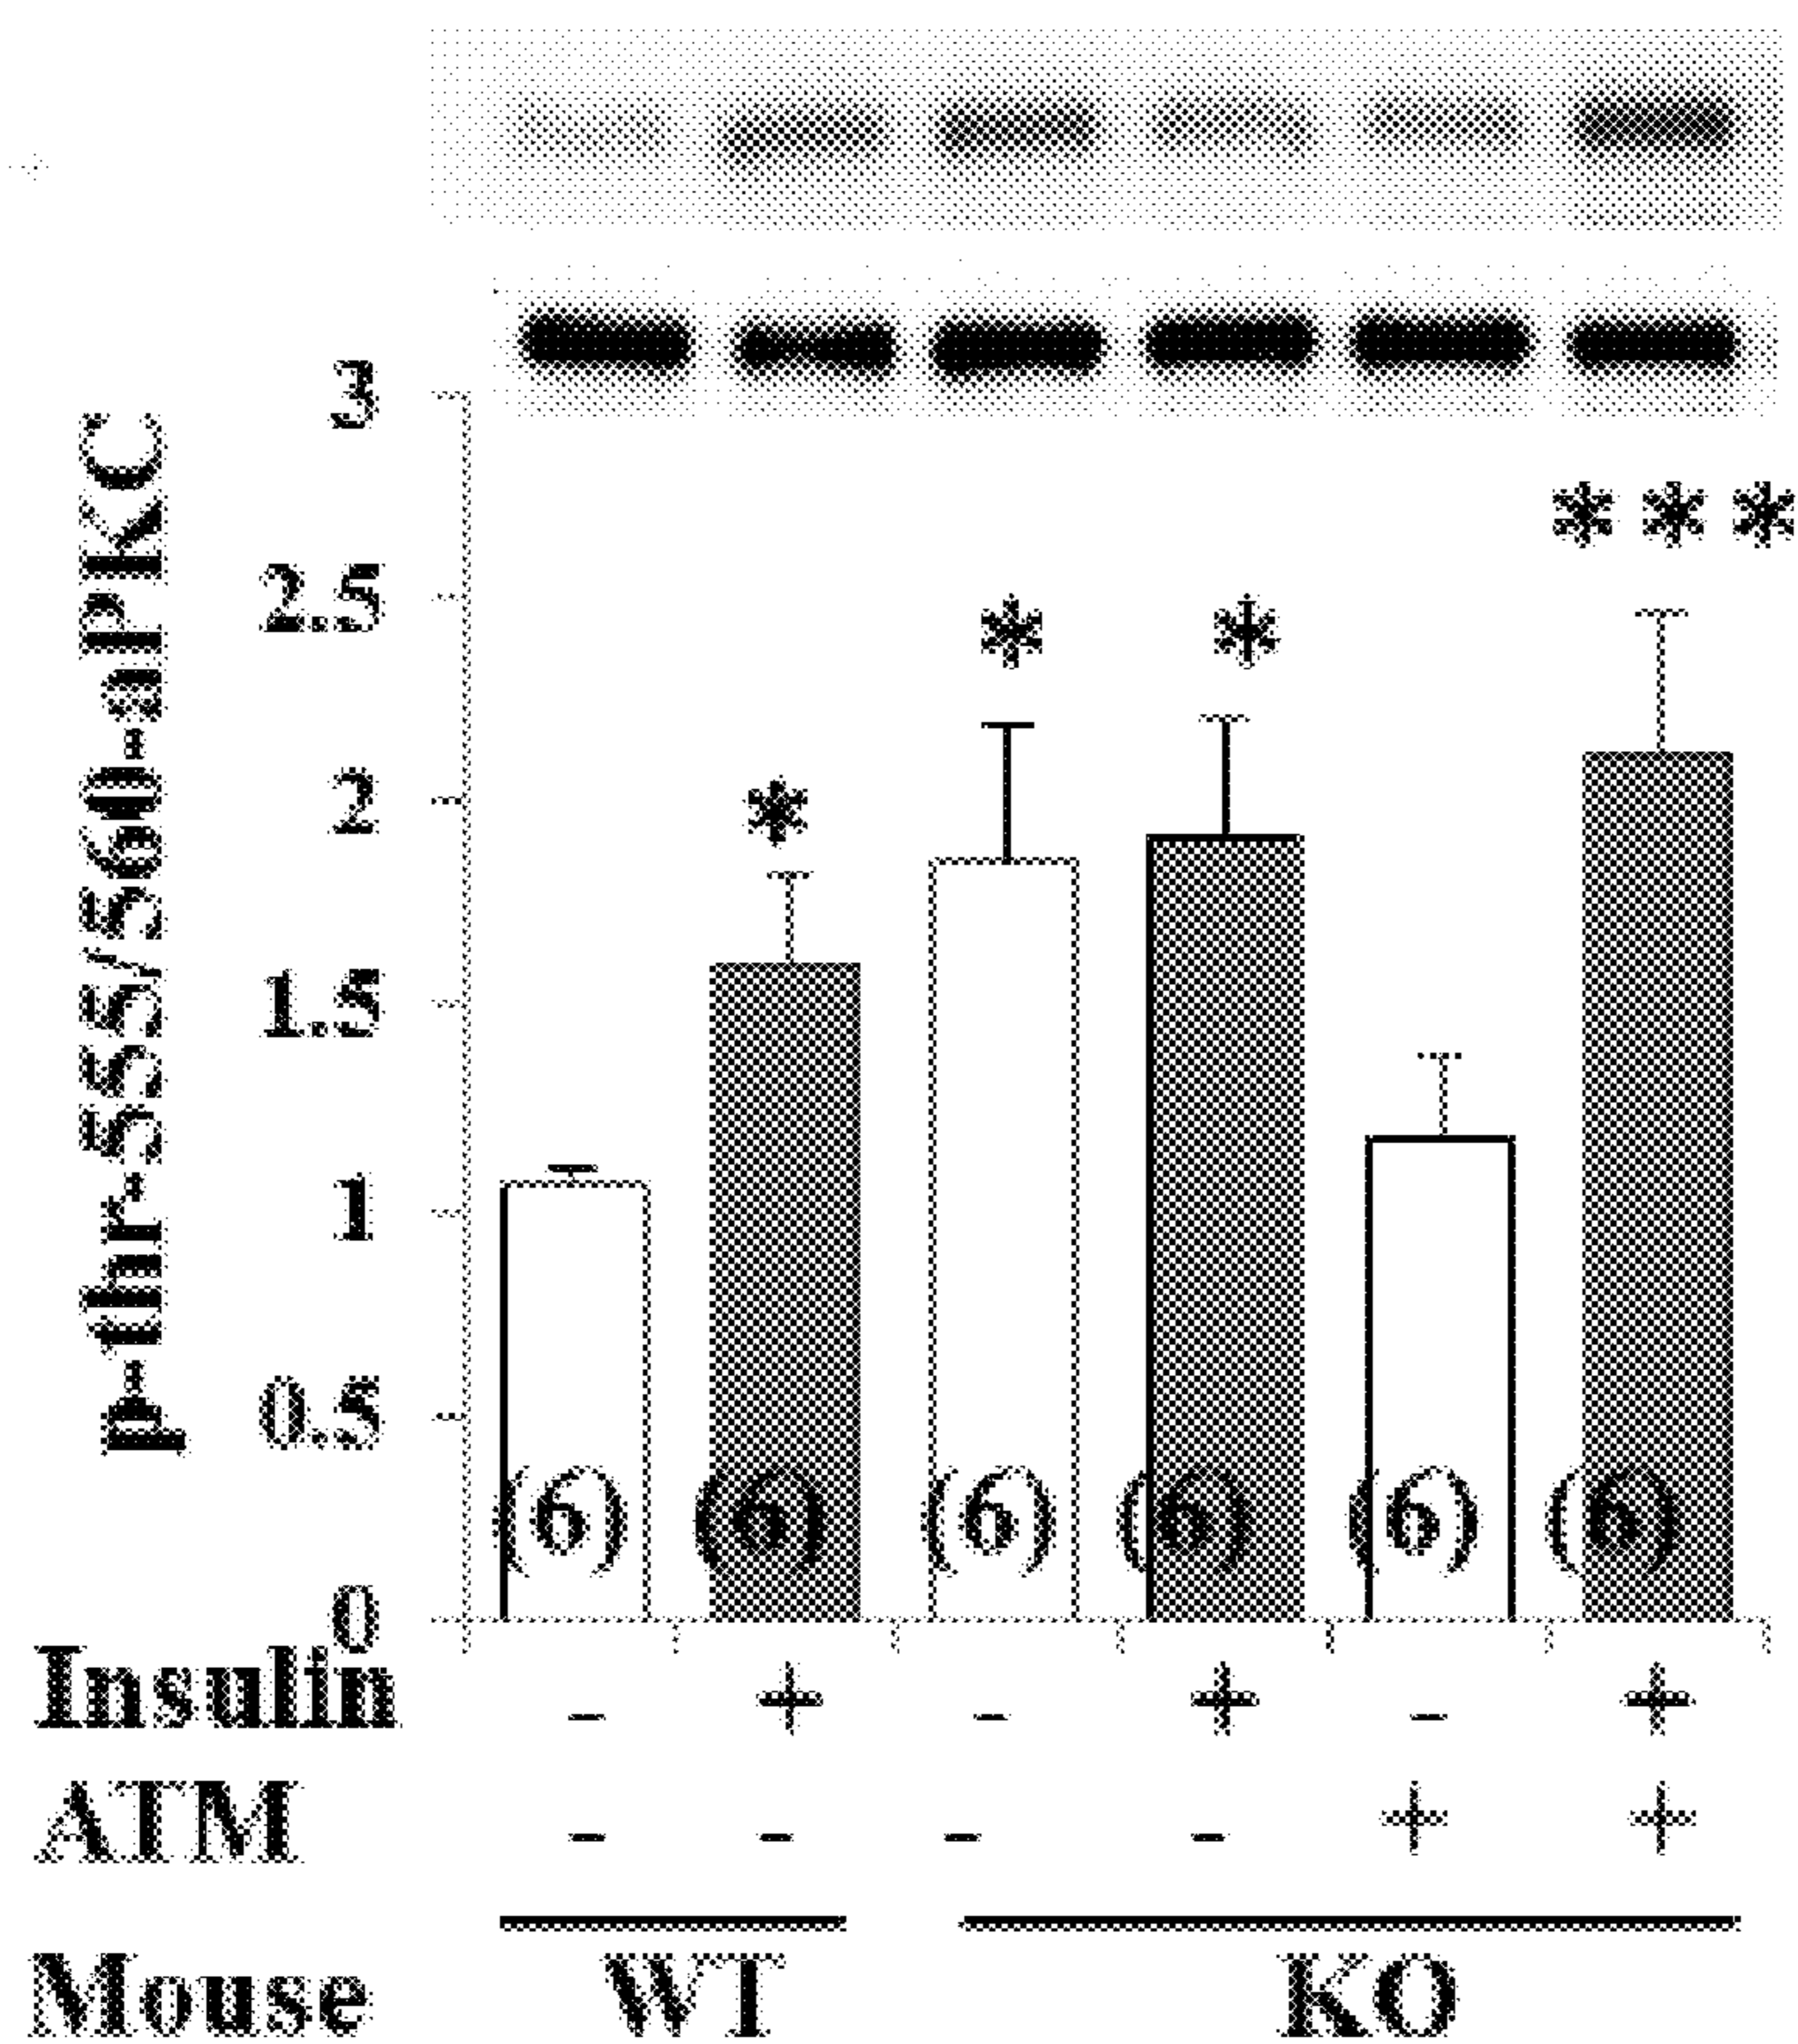 p-thr-555/560-aPKC
3
* * *
2.5
* *
2
*
1.5
1
0.5
(6) (6) (6) (6) (6) (6)
0
Insulin - + - + - +
ATM - - - - + +
Mouse WT KO